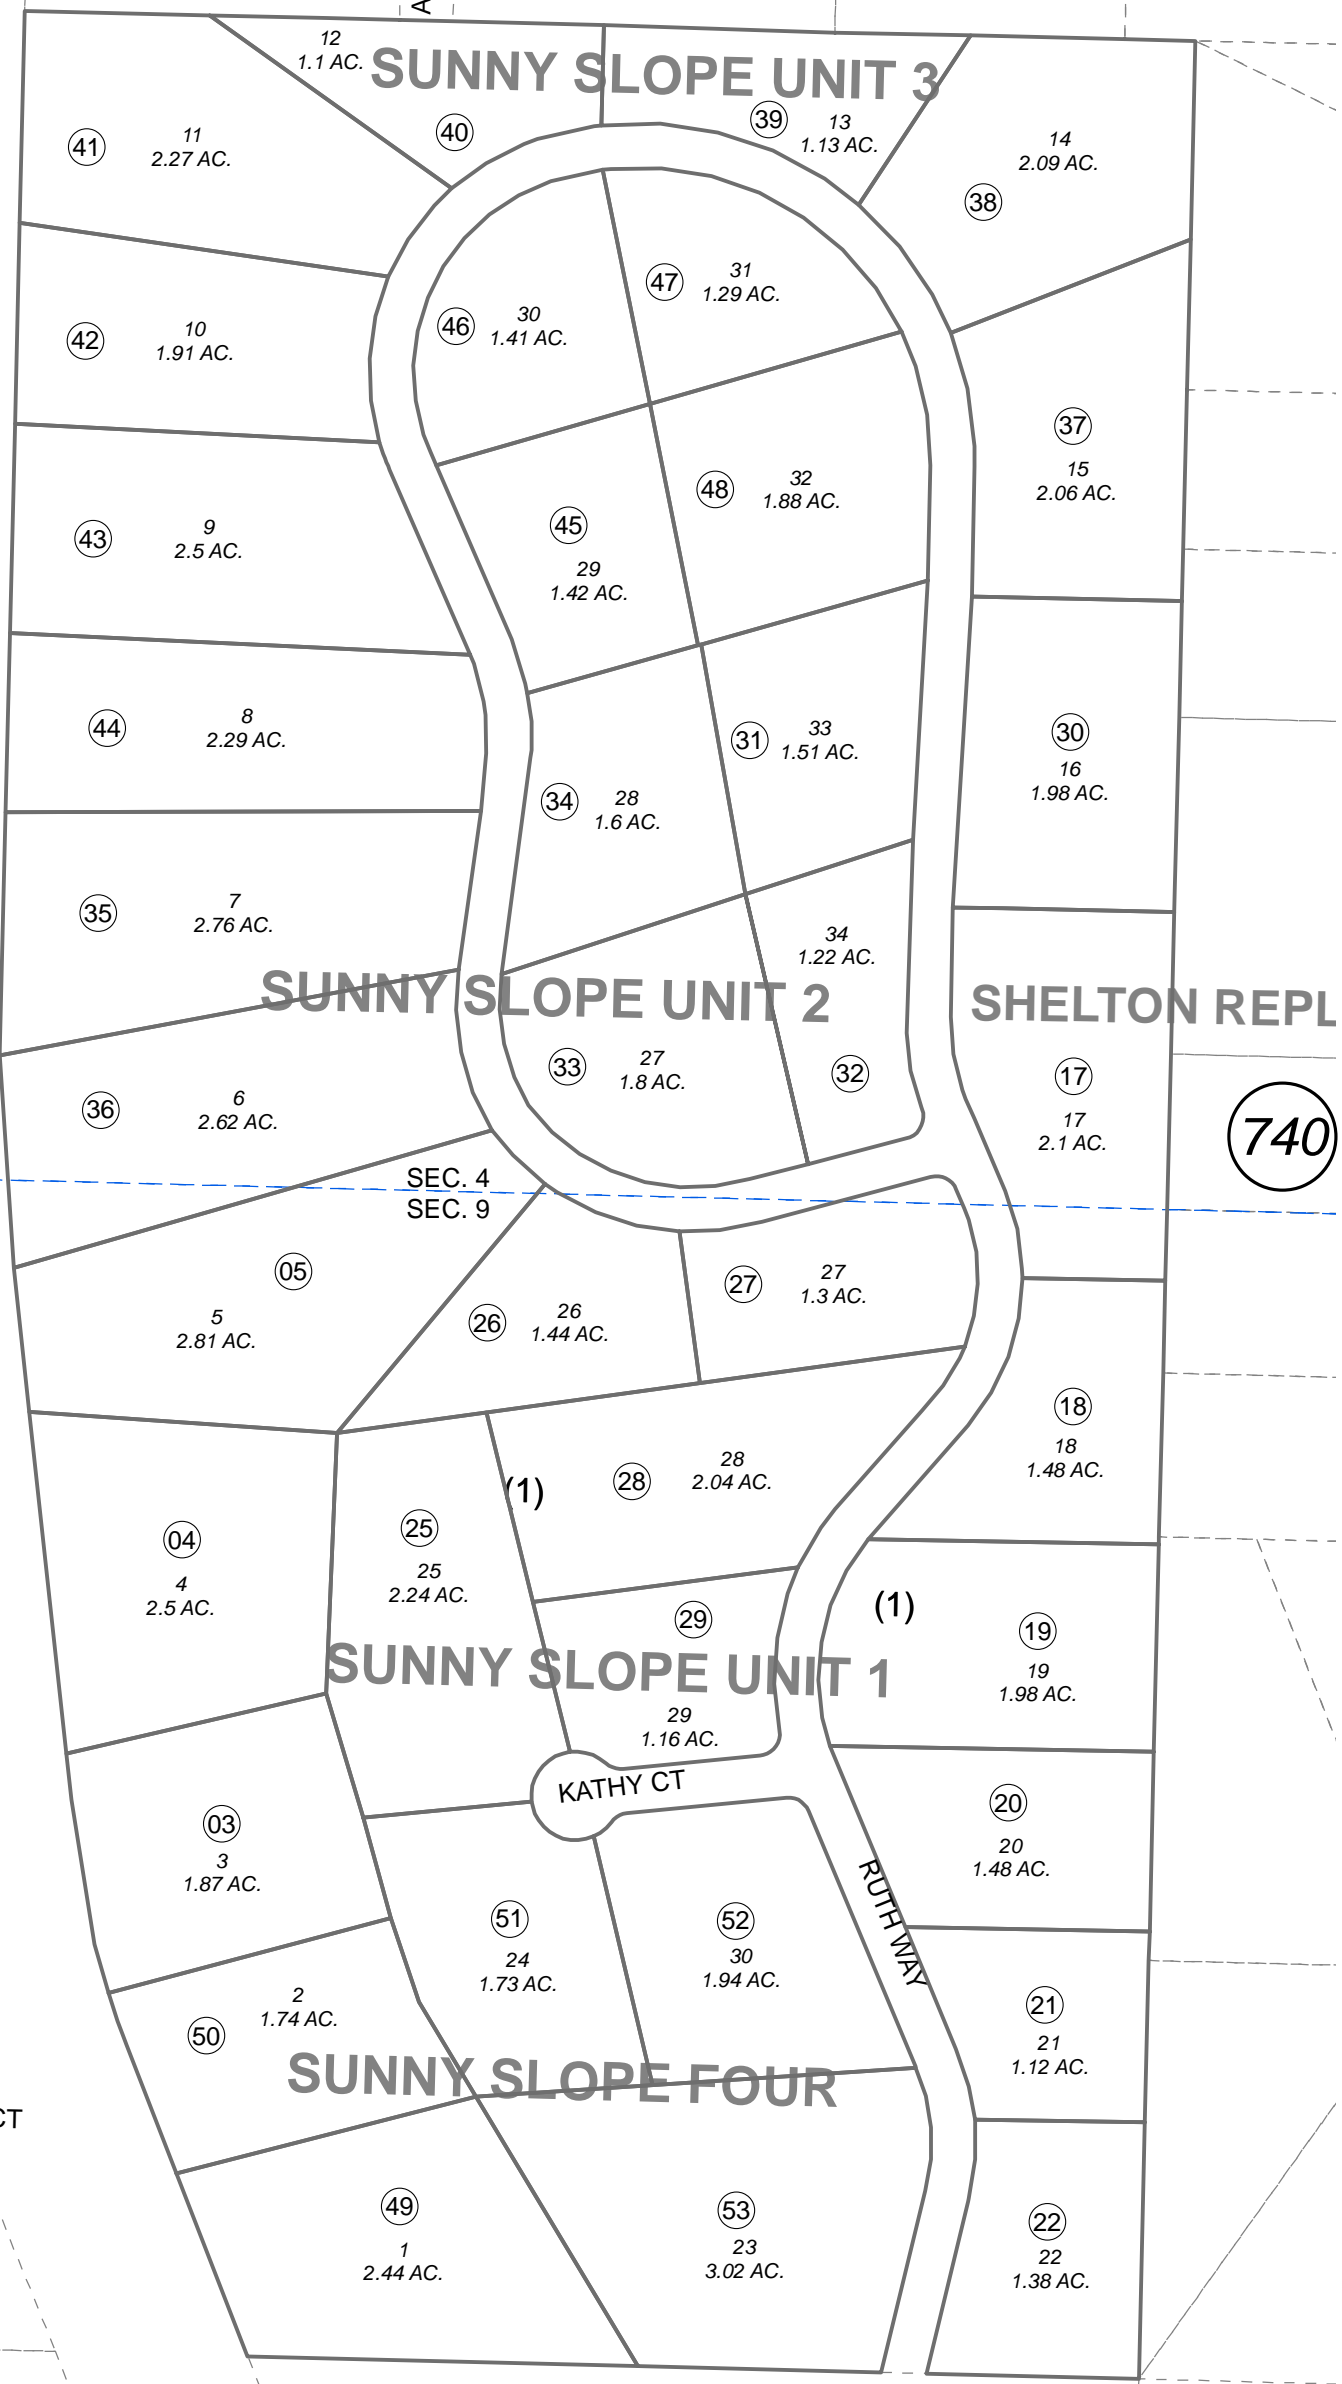 A
12
1.1 AC.
SUNNY SLOPE UNIT 3
40
39
13
1.13 AC.
41
11
2.27 AC.
14
2.09 AC.
38
47
31
1.29 AC.
46
30
1.41 AC.
42
10
1.91 AC.
37
15
2.06 AC.
48
32
1.88 AC.
45
29
1.42 AC.
43
9
2.5 AC.
44
8
2.29 AC.
31
33
1.51 AC.
30
16
1.98 AC.
34
28
1.6 AC.
35
7
2.76 AC.
34
1.22 AC.
SUNNY SLOPE UNIT 2
SHELTON REPL
33
27
1.8 AC.
32
17
17
2.1 AC.
36
6
2.62 AC.
740
SEC. 4
SEC. 9
05
5
2.81 AC.
26
26
1.44 AC.
27
27
1.3 AC.
18
18
1.48 AC.
28
28
2.04 AC.
(1)
25
25
2.24 AC.
04
4
2.5 AC.
29
(1)
19
19
1.98 AC.
SUNNY SLOPE UNIT 1
29
1.16 AC.
KATHY CT
03
3
1.87 AC.
20
20
1.48 AC.
RUTH WAY
51
24
1.73 AC.
52
30
1.94 AC.
21
21
1.12 AC.
50
2
1.74 AC.
SUNNY SLOPE FOUR
CT
49
1
2.44 AC.
53
23
3.02 AC.
22
22
1.38 AC.